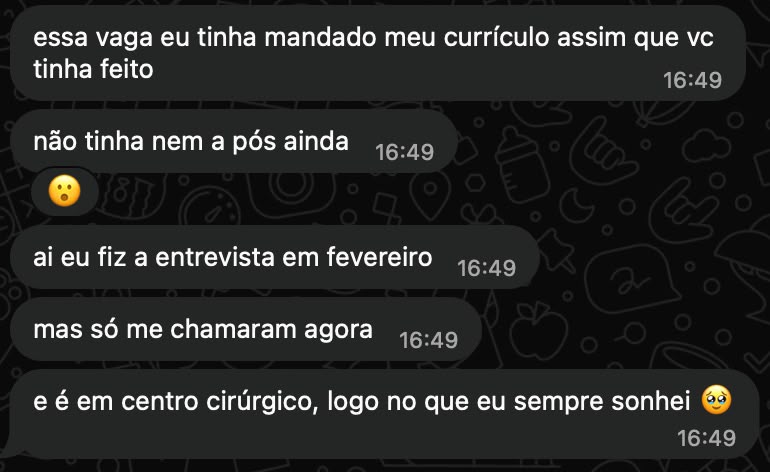 essa vaga eu tinha mandado meu currículo assim que vc
tinha feito
16:49
não tinha nem a pós ainda 16:49
😮
ai eu fiz a entrevista em fevereiro 16:49
mas só me chamaram agora 16:49
e é em centro cirúrgico, logo no que eu sempre sonhei 🥹
16:49